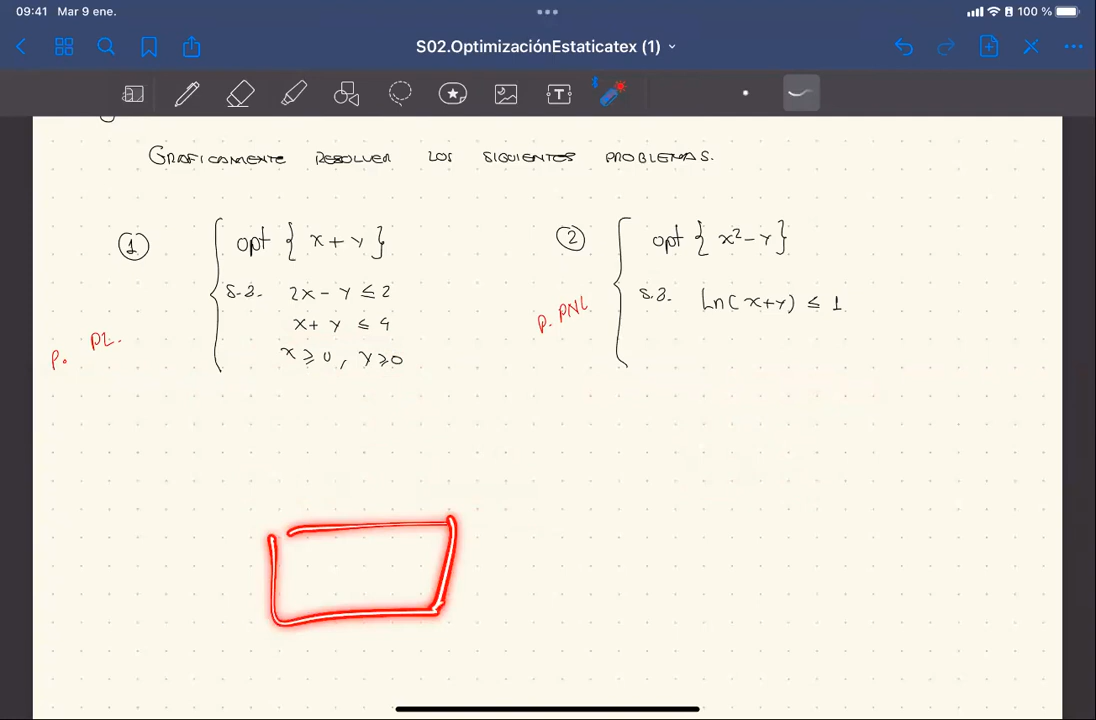 09:41 Mar 9 ene.
100 %
S02.OptimizaciónEstaticatex (1)
GRAFICAMENTE RESOLVER LOS SIGUIENTES PROBLEMAS.
1
opt { x + y }
s.a. 2x - y ≤ 2
x + y ≤ 4
x ≥ 0, y ≥ 0
P. PL.
2
opt { x² - y }
s.a. Ln( x+y) ≤ 1
P. PNL.